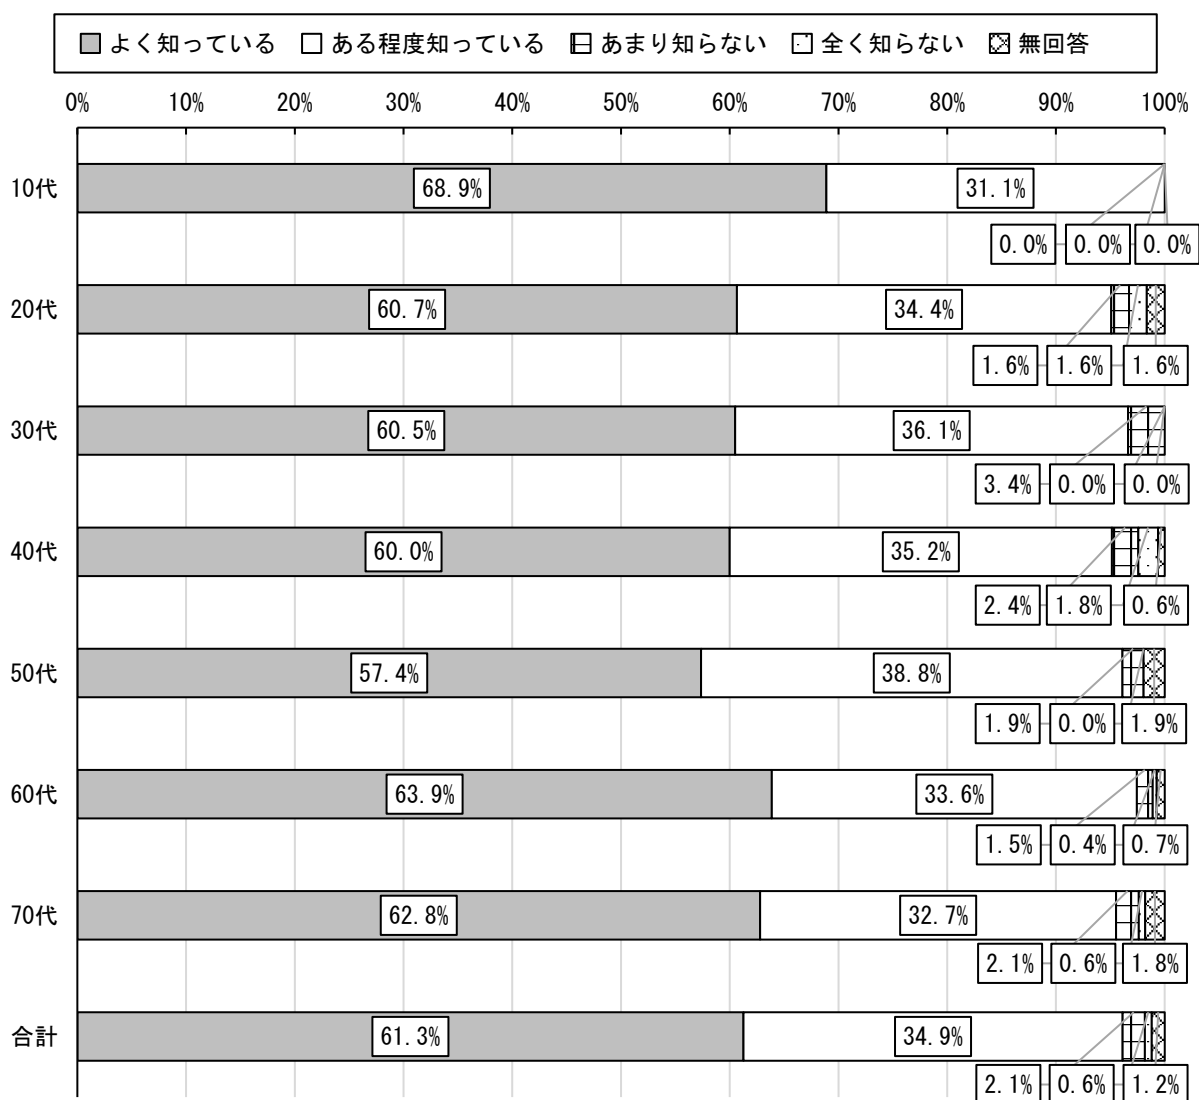 よく知っている ある程度知っている あまり知らない 全く知らない 無回答
0% 10% 20% 30% 40% 50% 60% 70% 80% 90% 100%
10代 68.9% 31.1%
0.0% 0.0% 0.0%
20代 60.7% 34.4%
1.6% 1.6% 1.6%
30代 60.5% 36.1%
3.4% 0.0% 0.0%
40代 60.0% 35.2%
2.4% 1.8% 0.6%
50代 57.4% 38.8%
1.9% 0.0% 1.9%
60代 63.9% 33.6%
1.5% 0.4% 0.7%
70代 62.8% 32.7%
2.1% 0.6% 1.8%
合計 61.3% 34.9%
2.1% 0.6% 1.2%